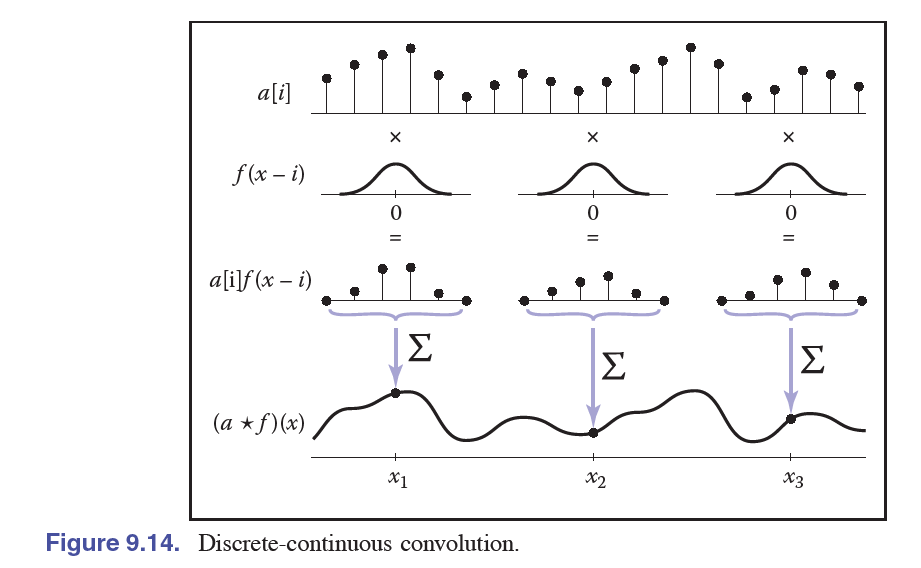 a[i]
× × ×
f(x – i)
0 0 0
= = =
a[i]f(x – i)
Σ Σ Σ
(a ⋆ f)(x)
x₁ x₂ x₃
Figure 9.14. Discrete-continuous convolution.